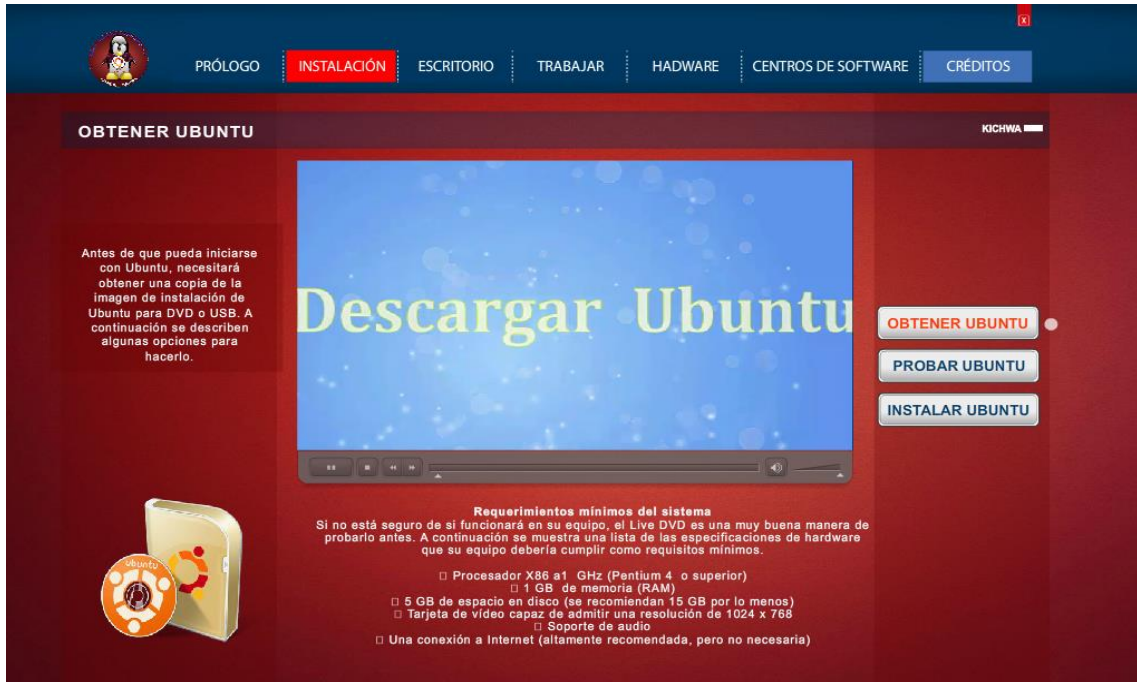 x
PRÓLOGO INSTALACIÓN ESCRITORIO TRABAJAR HADWARE CENTROS DE SOFTWARE CRÉDITOS
OBTENER UBUNTU
KICHWA
Antes de que pueda iniciarse
con Ubuntu, necesitará
obtener una copia de la
imagen de instalación de
Ubuntu para DVD o USB. A
continuación se describen
algunas opciones para
hacerlo.
Descargar Ubuntu
OBTENER UBUNTU
PROBAR UBUNTU
INSTALAR UBUNTU
ubuntu
Requerimientos mínimos del sistema
Si no está seguro de si funcionará en su equipo, el Live DVD es una muy buena manera de
probarlo antes. A continuación se muestra una lista de las especificaciones de hardware
que su equipo debería cumplir como requisitos mínimos.
□ Procesador X86 a1 GHz (Pentium 4 o superior)
□ 1 GB de memoria (RAM)
□ 5 GB de espacio en disco (se recomiendan 15 GB por lo menos)
□ Tarjeta de vídeo capaz de admitir una resolución de 1024 x 768
□ Soporte de audio
□ Una conexión a Internet (altamente recomendada, pero no necesaria)